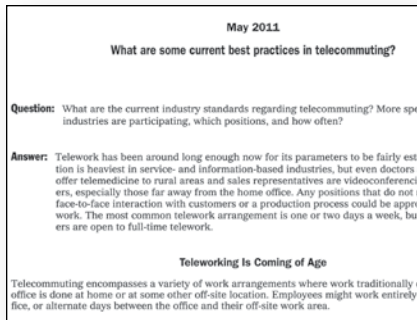 May 2011
What are some current best practices in telecommuting?
Question: What are the current industry standards regarding telecommuting? More
industries are participating, which positions, and how often?
Answer: Telework has been around long enough now for its parameters to be fairly
tion is heaviest in service- and information-based industries, but even doctors
offer telemedicine to rural areas and sales representatives are
ers, especially those far away from the home office. Any positions that do not
face-to-face interaction with customers or a production process could be
work. The most common telework arrangement is one or two days a week,
ers are open to full-time telework.
Teleworking Is Coming of Age
Telecommuting encompasses a variety of work arrangements where work traditionally
office is done at home or at some other off-site location. Employees might work entirely
fice, or alternate days between the office and their off-site work area.